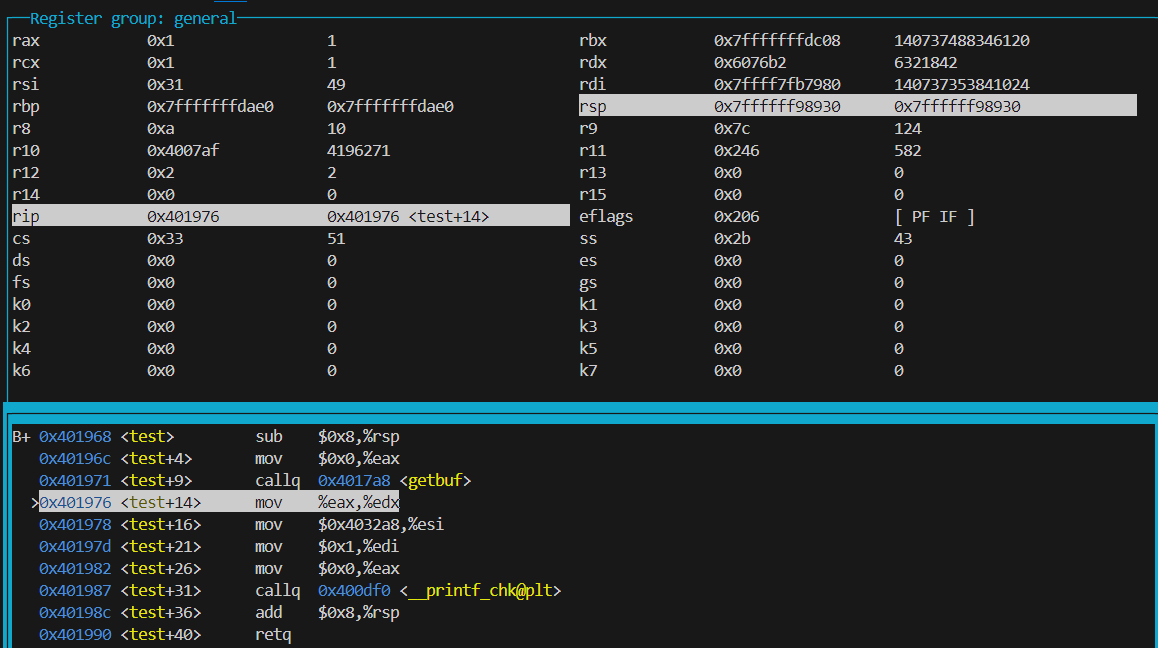 Register group: general
rax 0x1 1 rbx 0x7fffffffdc08 140737488346120
rcx 0x1 1 rdx 0x6076b2 6321842
rsi 0x31 49 rdi 0x7ffff7fb7980 140737353841024
rbp 0x7fffffffdae0 0x7fffffffdae0 rsp 0x7ffffff98930 0x7ffffff98930
r8 0xa 10 r9 0x7c 124
r10 0x4007af 4196271 r11 0x246 582
r12 0x2 2 r13 0x0 0
r14 0x0 0 r15 0x0 0
rip 0x401976 0x401976 <test+14> eflags 0x206 [ PF IF ]
cs 0x33 51 ss 0x2b 43
ds 0x0 0 es 0x0 0
fs 0x0 0 gs 0x0 0
k0 0x0 0 k1 0x0 0
k2 0x0 0 k3 0x0 0
k4 0x0 0 k5 0x0 0
k6 0x0 0 k7 0x0 0
B+ 0x401968 <test> sub $0x8,%rsp
0x40196c <test+4> mov $0x0,%eax
0x401971 <test+9> callq 0x4017a8 <getbuf>
>0x401976 <test+14> mov %eax,%edx
0x401978 <test+16> mov $0x4032a8,%esi
0x40197d <test+21> mov $0x1,%edi
0x401982 <test+26> mov $0x0,%eax
0x401987 <test+31> callq 0x400df0 <__printf_chk@plt>
0x40198c <test+36> add $0x8,%rsp
0x401990 <test+40> retq